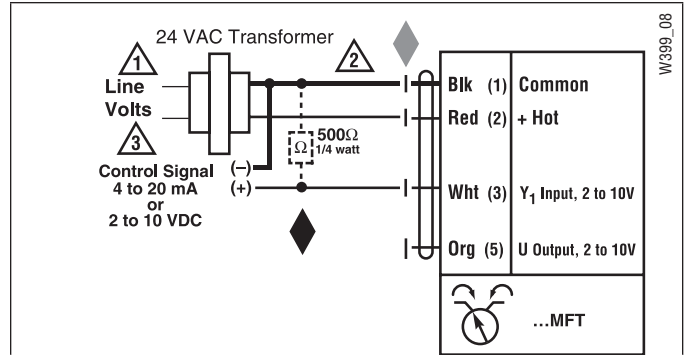 W399_08
24 VAC Transformer
1
2
Line
Volts
3
Control Signal
4 to 20 mA
or
2 to 10 VDC
(–)
(+)
Ω
500Ω
1/4 watt
Blk (1) Common
Red (2) + Hot
Wht (3) Y₁ Input, 2 to 10V
Org (5) U Output, 2 to 10V
...MFT